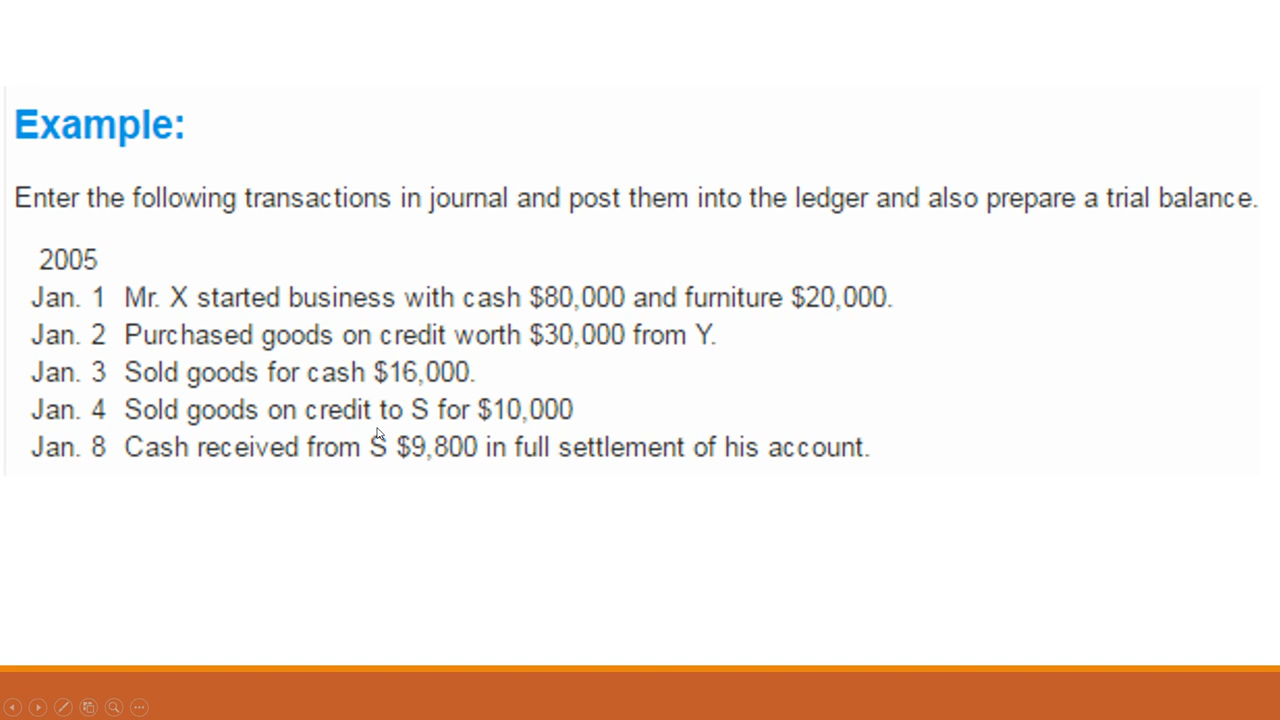 Example:
Enter the following transactions in journal and post them into the ledger and also prepare a trial balance.
2005
Jan. 1 Mr. X started business with cash $80,000 and furniture $20,000.
Jan. 2 Purchased goods on credit worth $30,000 from Y.
Jan. 3 Sold goods for cash $16,000.
Jan. 4 Sold goods on credit to S for $10,000
Jan. 8 Cash received from S $9,800 in full settlement of his account.